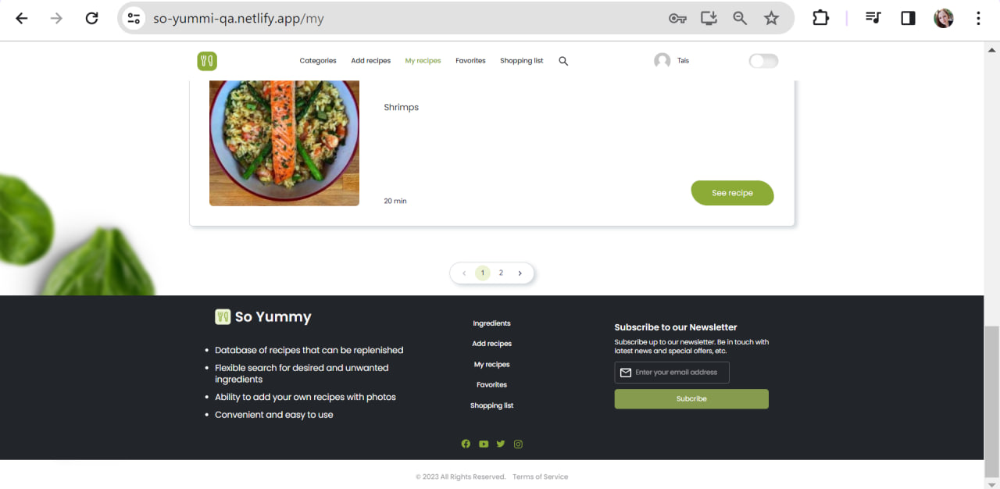 so-yummi-qa.netlify.app/my
Categories Add recipes My recipes Favorites Shopping list Tais
Shrimps
20 min
See recipe
1 2
So Yummy
Database of recipes that can be replenished
Flexible search for desired and unwanted
ingredients
Ability to add your own recipes with photos
Convenient and easy to use
Ingredients
Add recipes
My recipes
Favorites
Shopping list
Subscribe to our Newsletter
Subscribe up to our newsletter. Be in touch with
latest news and special offers, etc.
Enter your email address
Subcribe
© 2023 All Rights Reserved. Terms of Service